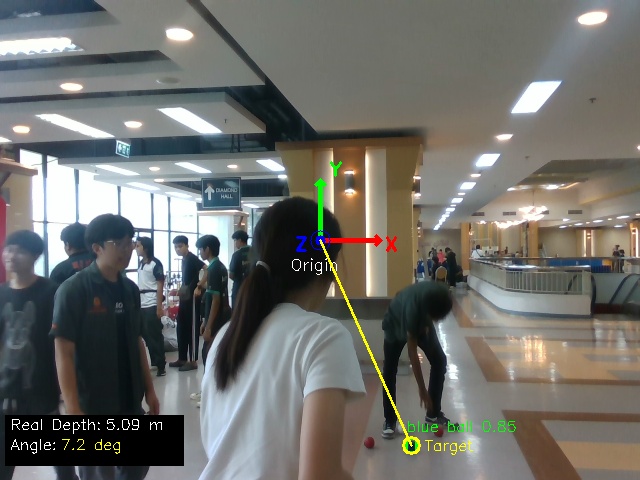 DIAMOND
HALL
Y
Z
X
Origin
blue ball 0.85
Target
Real Depth: 5.09 m
Angle: 7.2 deg